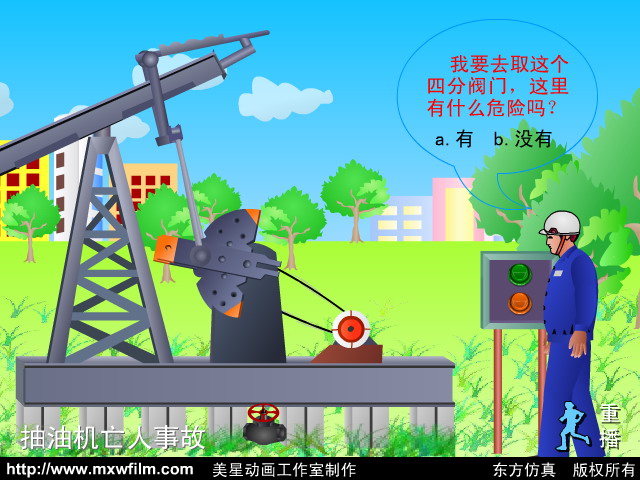 我要去取这个
四分阀门，这里
有什么危险吗？
a.有 b.没有
抽油机亡人事故
重播
http://www.mxwfilm.com 美星动画工作室制作 东方仿真 版权所有